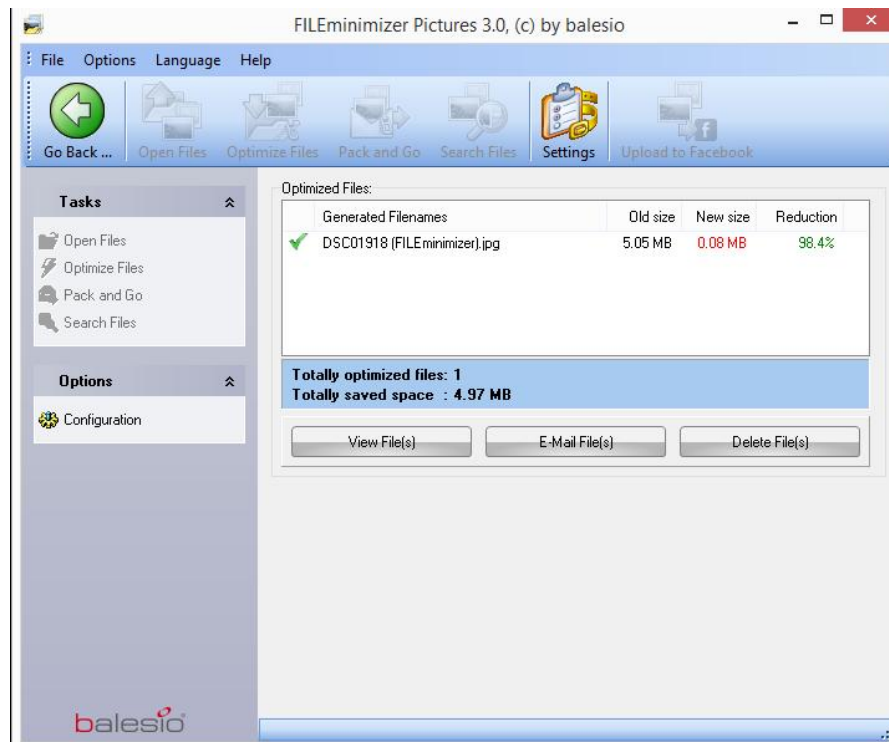 FILEminimizer Pictures 3.0, (c) by balesio
File Options Language Help
Go Back ... Open Files Optimize Files Pack and Go Search Files Settings Upload to Facebook
Tasks
Open Files
Optimize Files
Pack and Go
Search Files
Options
Configuration
balesio
Optimized Files:
Generated Filenames Old size New size Reduction
DSC01918 (FILEminimizer).jpg 5.05 MB 0.08 MB 98.4%
Totally optimized files: 1
Totally saved space : 4.97 MB
View File(s) E-Mail File(s) Delete File(s)